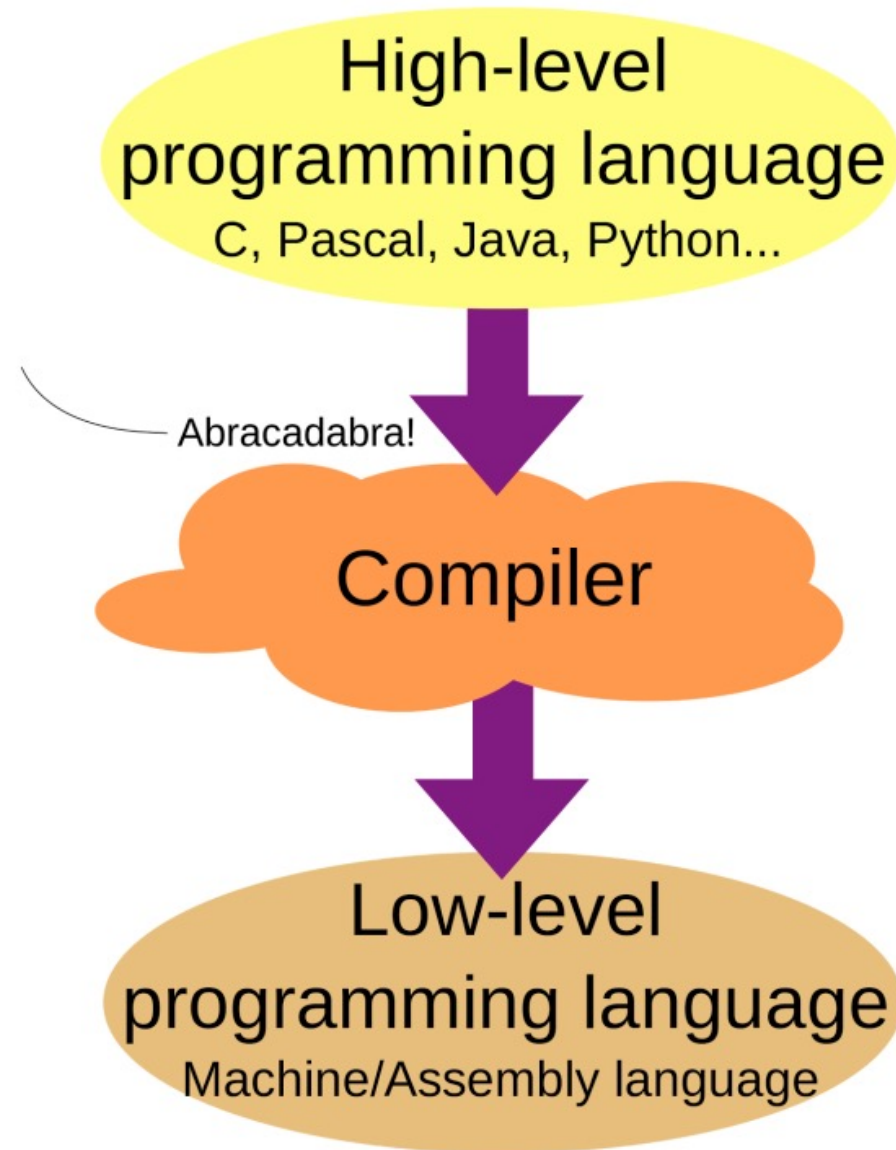 High-level
programming language
C, Pascal, Java, Python...
Abracadabra!
Compiler
Low-level
programming language
Machine/Assembly language